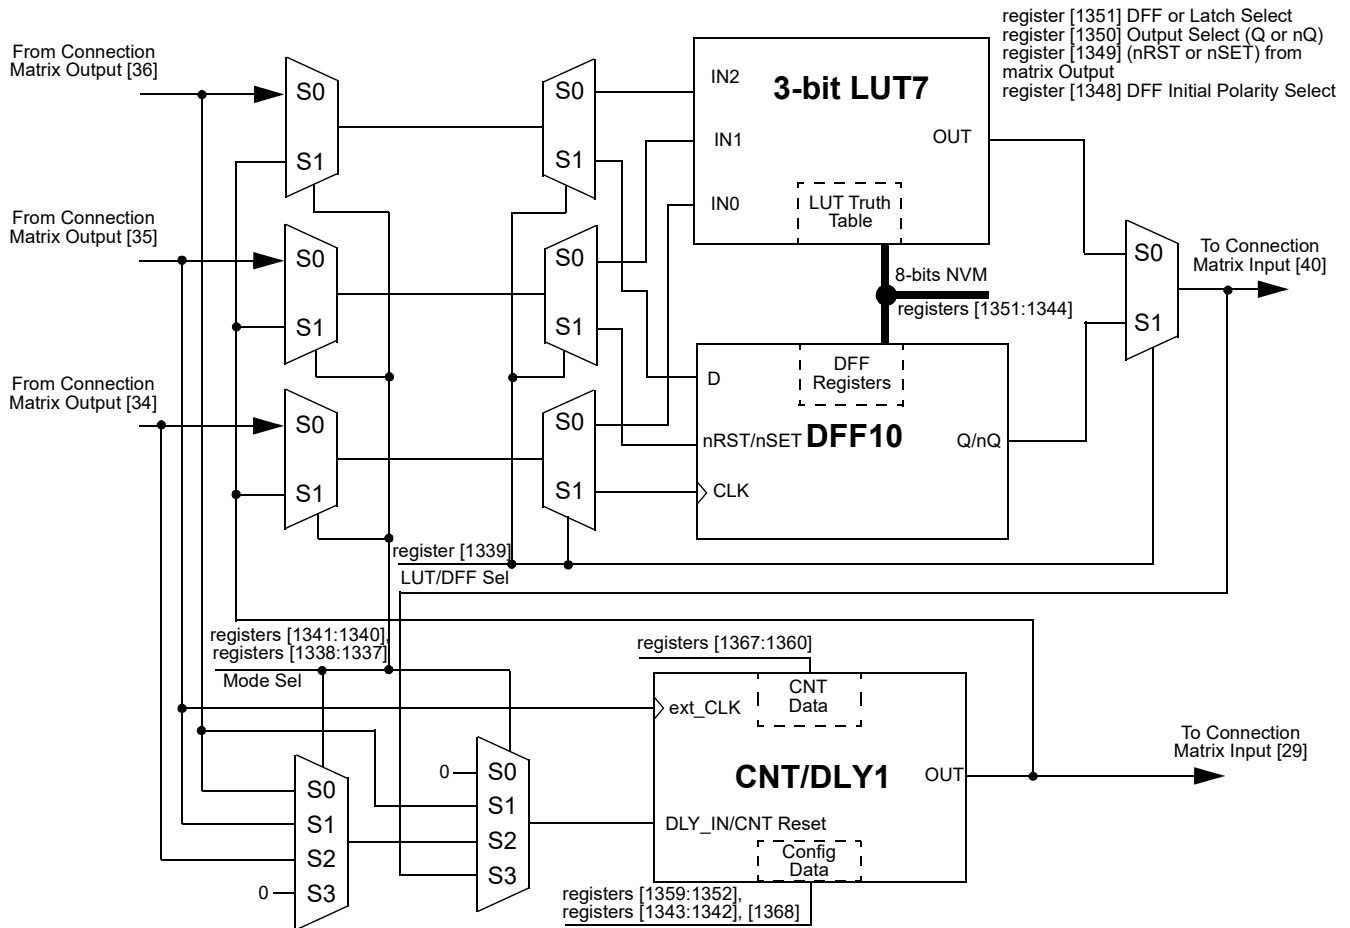 register [1351] DFF or Latch Select
register [1350] Output Select (Q or nQ)
register [1349] (nRST or nSET) from
matrix Output
register [1348] DFF Initial Polarity Select
From Connection
Matrix Output [36]
S0
S1
S0
S1
IN2
IN1
IN0
3-bit LUT7
OUT
LUT Truth
Table
From Connection
Matrix Output [35]
S0
S1
S0
S1
8-bits NVM
registers [1351:1344]
S0
S1
To Connection
Matrix Input [40]
From Connection
Matrix Output [34]
S0
S1
S0
S1
DFF
Registers
D
nRST/nSET
DFF10
Q/nQ
CLK
register [1339]
LUT/DFF Sel
registers [1341:1340],
registers [1338:1337]
Mode Sel
registers [1367:1360]
CNT
Data
ext_CLK
CNT/DLY1
OUT
To Connection
Matrix Input [29]
DLY_IN/CNT Reset
Config
Data
S0
S1
S2
S3
0
0
S0
S1
S2
S3
registers [1359:1352],
registers [1343:1342], [1368]